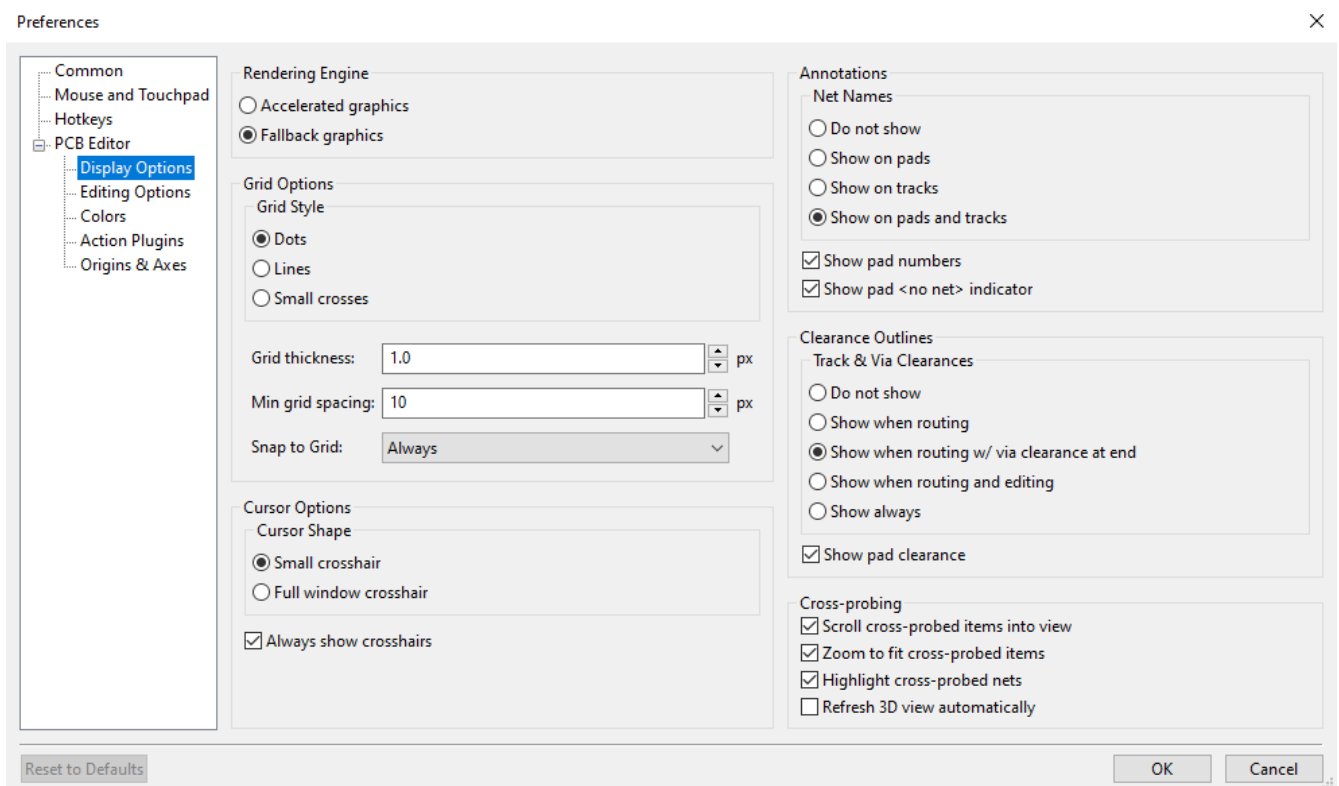 Preferences
Common
Mouse and Touchpad
Hotkeys
PCB Editor
Display Options
Editing Options
Colors
Action Plugins
Origins & Axes
Rendering Engine
Accelerated graphics
Fallback graphics
Grid Options
Grid Style
Dots
Lines
Small crosses
Grid thickness: 1.0 px
Min grid spacing: 10 px
Snap to Grid: Always
Cursor Options
Cursor Shape
Small crosshair
Full window crosshair
Always show crosshairs
Annotations
Net Names
Do not show
Show on pads
Show on tracks
Show on pads and tracks
Show pad numbers
Show pad <no net> indicator
Clearance Outlines
Track & Via Clearances
Do not show
Show when routing
Show when routing w/ via clearance at end
Show when routing and editing
Show always
Show pad clearance
Cross-probing
Scroll cross-probed items into view
Zoom to fit cross-probed items
Highlight cross-probed nets
Refresh 3D view automatically
Reset to Defaults
OK
Cancel